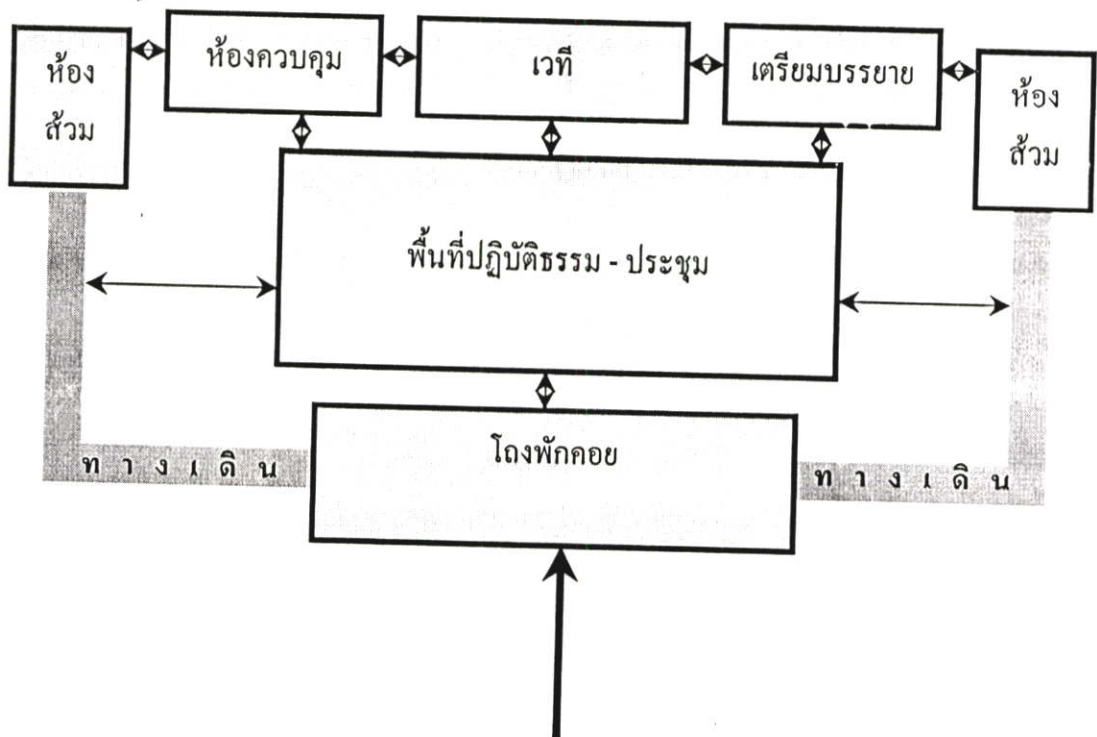 ห้อง
ส้วม
ห้องควบคุม
เวที
เตรียมบรรยาย
ห้อง
ส้วม
พื้นที่ปฏิบัติธรรม - ประชุม
โถงพักคอย
ทางเดิน
ทางเดิน